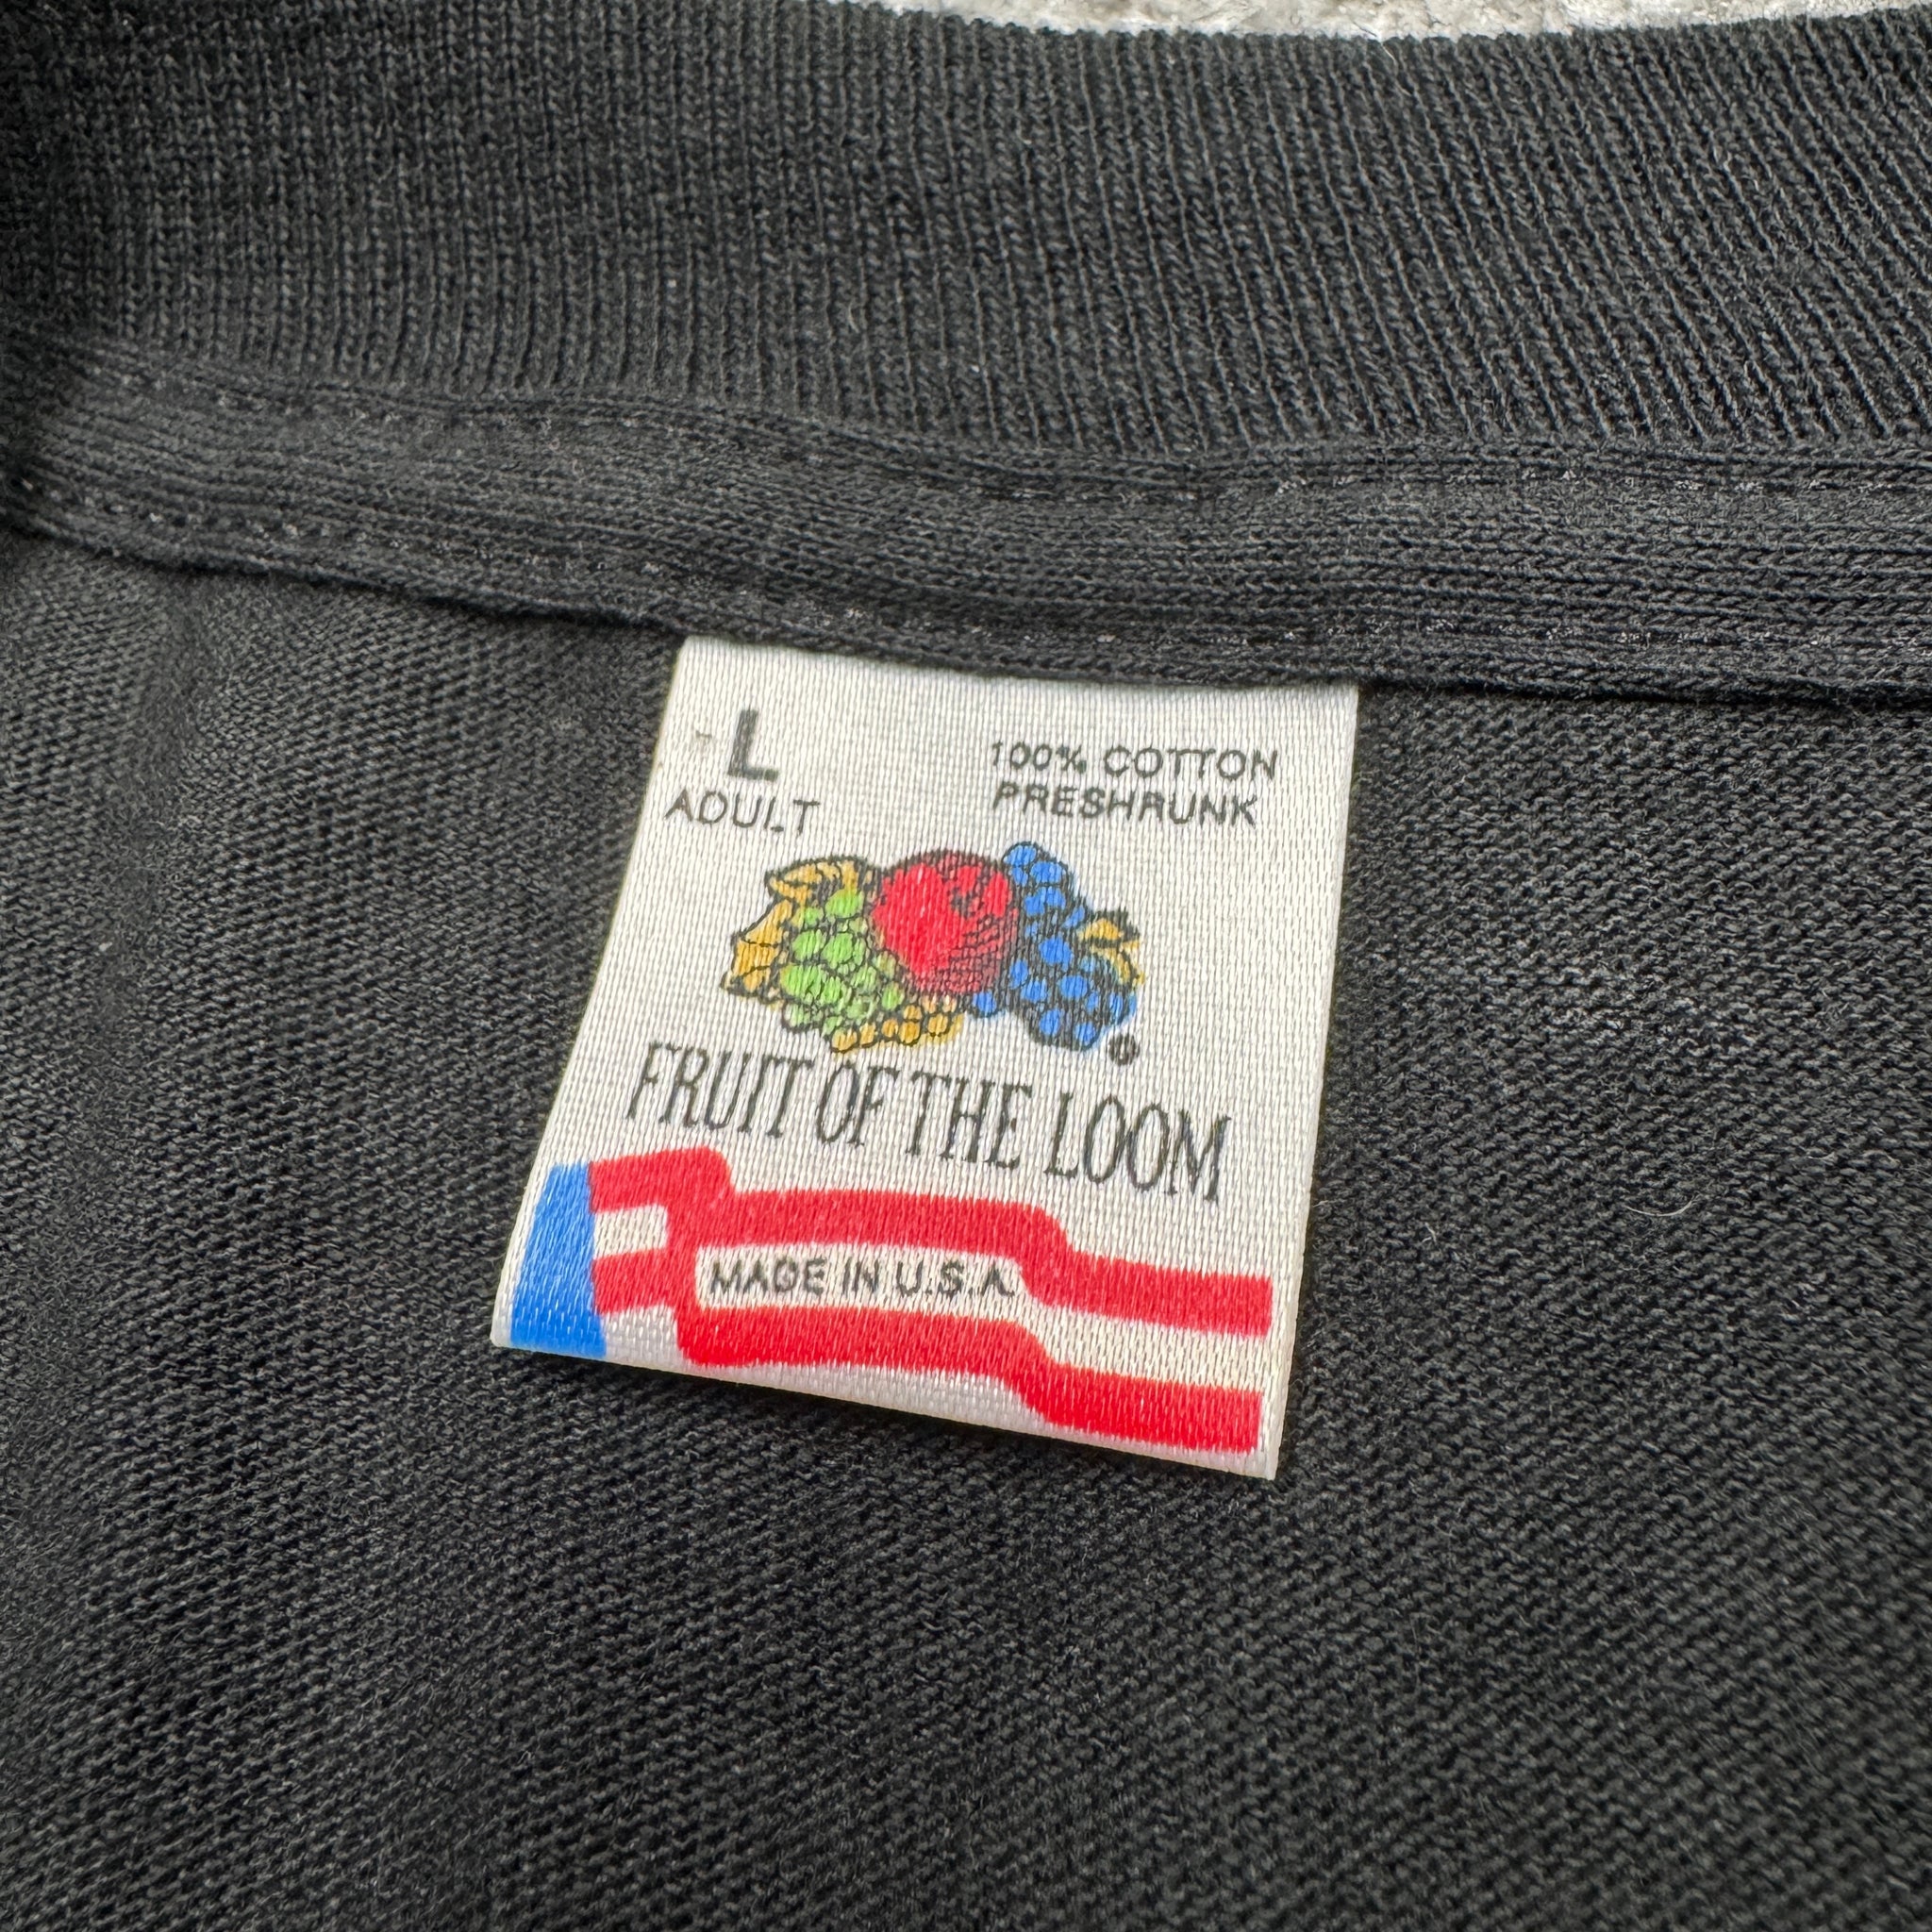 L
ADULT
100% COTTON
PRESHRUNK
®
FRUIT OF THE LOOM
MADE IN U.S.A.